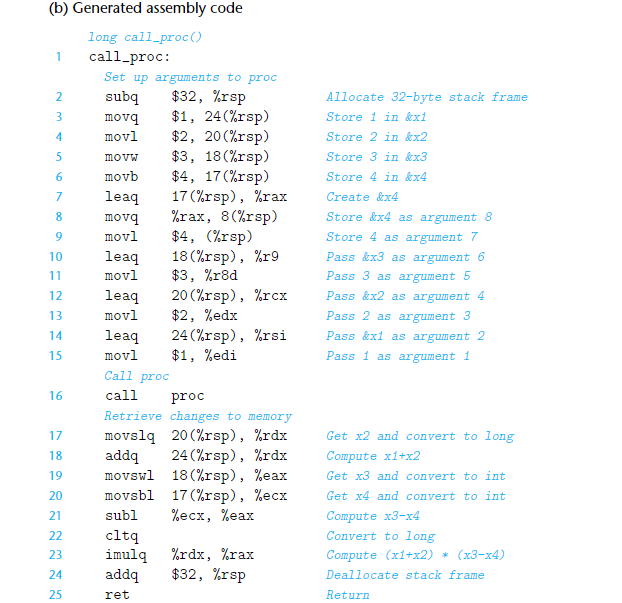 (b) Generated assembly code
long call_proc()
1 call_proc:
Set up arguments to proc
2 subq $32, %rsp Allocate 32-byte stack frame
3 movq $1, 24(%rsp) Store 1 in &x1
4 movl $2, 20(%rsp) Store 2 in &x2
5 movw $3, 18(%rsp) Store 3 in &x3
6 movb $4, 17(%rsp) Store 4 in &x4
7 leaq 17(%rsp), %rax Create &x4
8 movq %rax, 8(%rsp) Store &x4 as argument 8
9 movl $4, (%rsp) Store 4 as argument 7
10 leaq 18(%rsp), %r9 Pass &x3 as argument 6
11 movl $3, %r8d Pass 3 as argument 5
12 leaq 20(%rsp), %rcx Pass &x2 as argument 4
13 movl $2, %edx Pass 2 as argument 3
14 leaq 24(%rsp), %rsi Pass &x1 as argument 2
15 movl $1, %edi Pass 1 as argument 1
Call proc
16 call proc
Retrieve changes to memory
17 movslq 20(%rsp), %rdx Get x2 and convert to long
18 addq 24(%rsp), %rdx Compute x1+x2
19 movswl 18(%rsp), %eax Get x3 and convert to int
20 movsbl 17(%rsp), %ecx Get x4 and convert to int
21 subl %ecx, %eax Compute x3-x4
22 cltq Convert to long
23 imulq %rdx, %rax Compute (x1+x2) * (x3-x4)
24 addq $32, %rsp Deallocate stack frame
25 ret Return